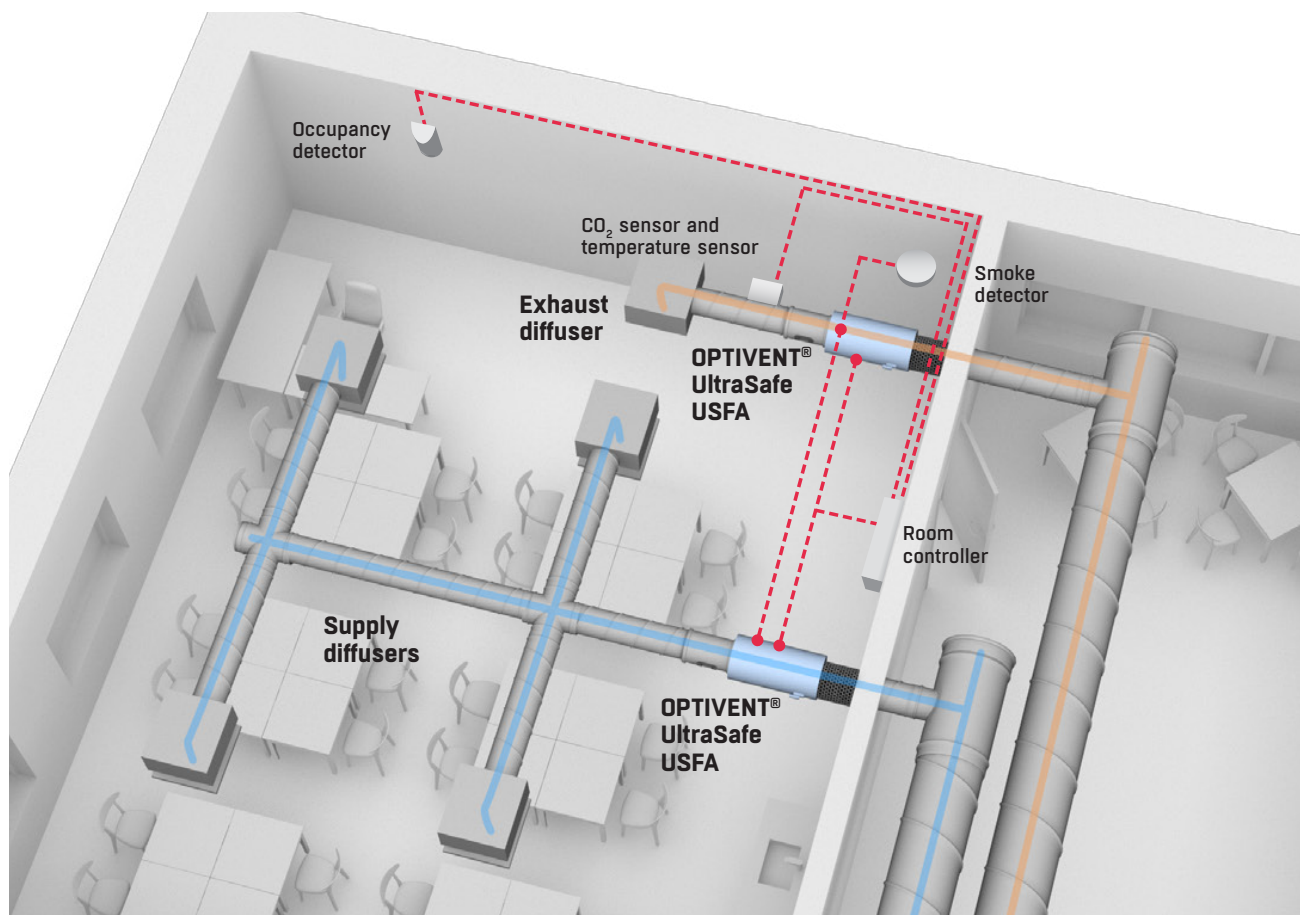 Occupancy
detector
CO₂ sensor and
temperature sensor
Smoke
detector
Exhaust
diffuser
OPTIVENT®
UltraSafe
USFA
Room
controller
Supply
diffusers
OPTIVENT®
UltraSafe
USFA